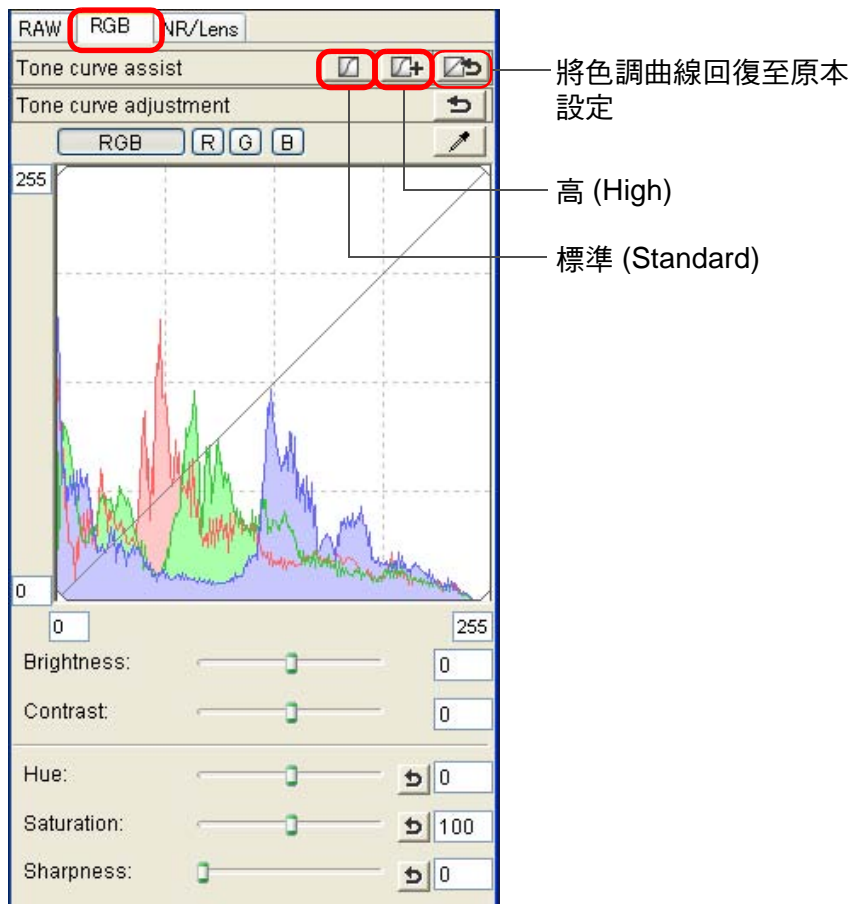 RAW RGB NR/Lens
Tone curve assist
將色調曲線回復至原本
設定
Tone curve adjustment
RGB R G B
高 (High)
255
標準 (Standard)
0
0 255
Brightness: 0
Contrast: 0
Hue: 0
Saturation: 100
Sharpness: 0